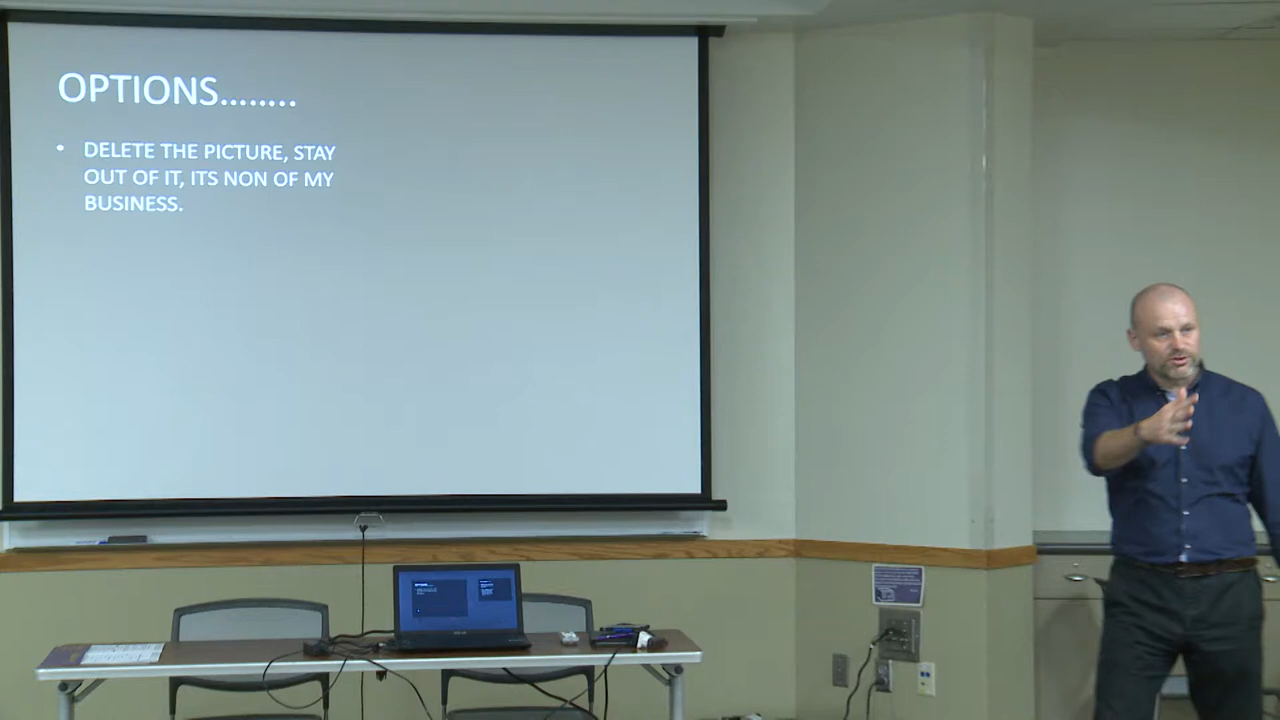 OPTIONS........
• DELETE THE PICTURE, STAY
OUT OF IT, ITS NON OF MY
BUSINESS.